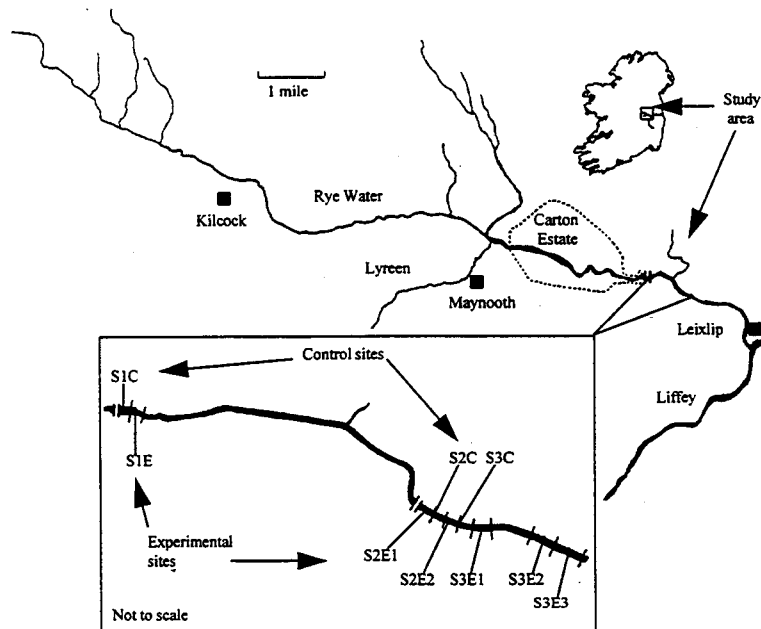 1 mile
Study
area
Kilcock
Rye Water
Carton
Estate
Lyreen
Maynooth
Leixlip
Liffey
Control sites
S1C
S1E
S2C
S3C
Experimental
sites
S2E1
S2E2
S3E1
S3E2
S3E3
Not to scale